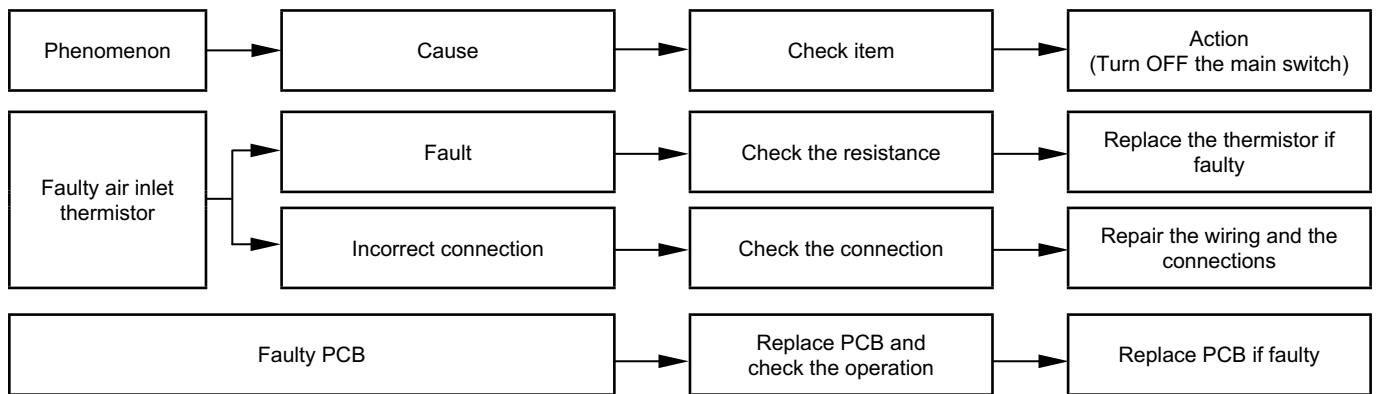 Phenomenon
Cause
Check item
Action
(Turn OFF the main switch)
Faulty air inlet
thermistor
Fault
Check the resistance
Replace the thermistor if
faulty
Incorrect connection
Check the connection
Repair the wiring and the
connections
Faulty PCB
Replace PCB and
check the operation
Replace PCB if faulty